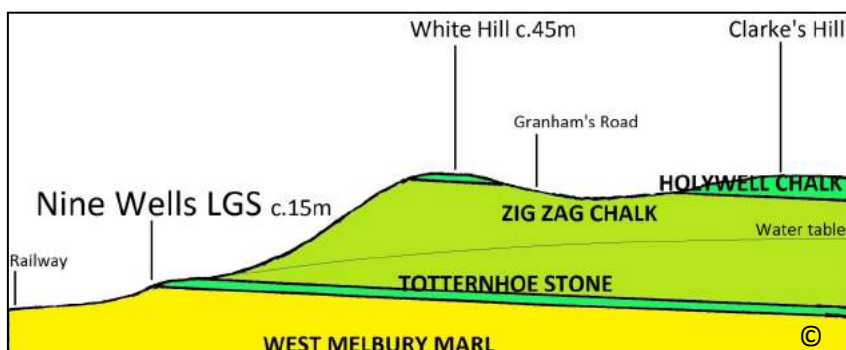 White Hill c.45m
Clarke's Hill
Granham's Road
HOLYWELL CHALK
Nine Wells LGS c.15m
ZIG ZAG CHALK
Water table
Railway
TOTTERNHOE STONE
WEST MELBURY MARL
©